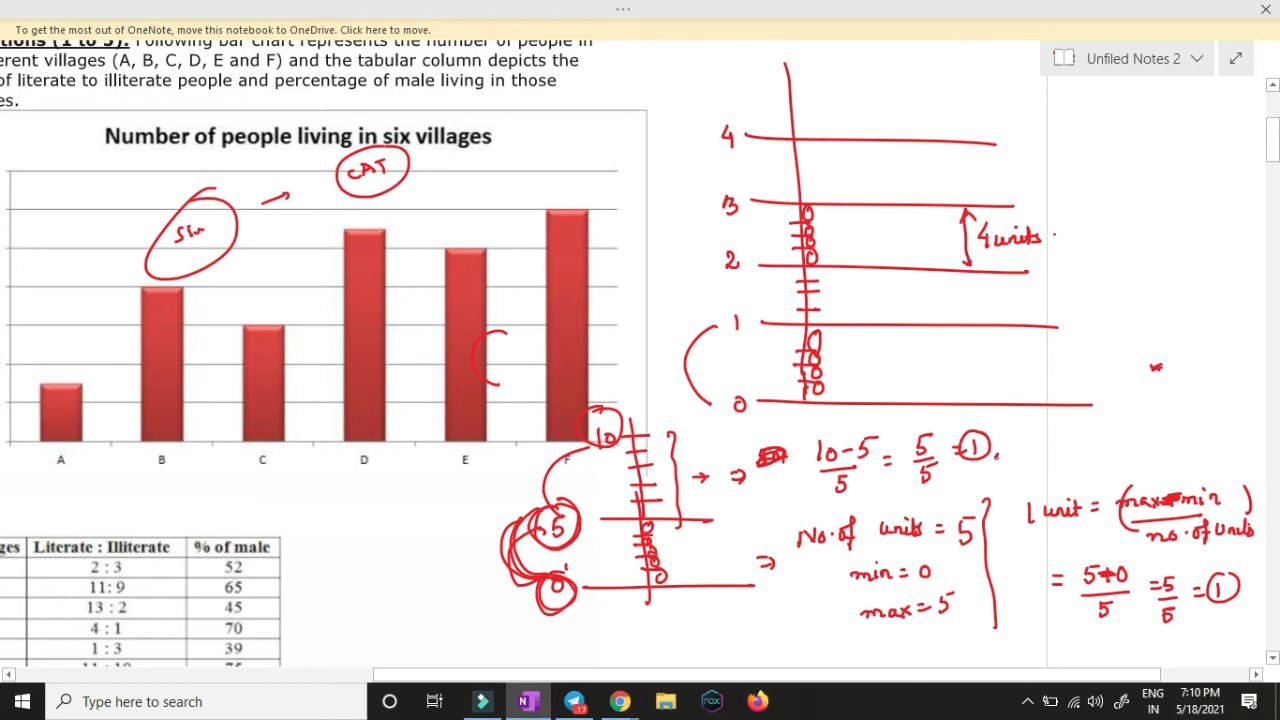 To get the most out of OneNote, move this notebook to OneDrive. Click here to move.
Unfiled Notes 2
tions (1 to 5): Following bar chart represents the number of people in
erent villages (A, B, C, D, E and F) and the tabular column depicts the
of literate to illiterate people and percentage of male living in those
es.
Number of people living in six villages
CAT
A B C D E F
4
3
2
1
0
4 units
10
5
0
10-5/5 = 5/5 = 1
No. of units = 5
min = 0
max = 5
1 unit = (max - min / no. of units)
= 5-0/5 = 5/5 = 1
ges Literate : Illiterate % of male
2 : 3 52
11: 9 65
13 : 2 45
4 : 1 70
1 : 3 39
Type here to search
17
ENG
IN
7:10 PM
5/18/2021